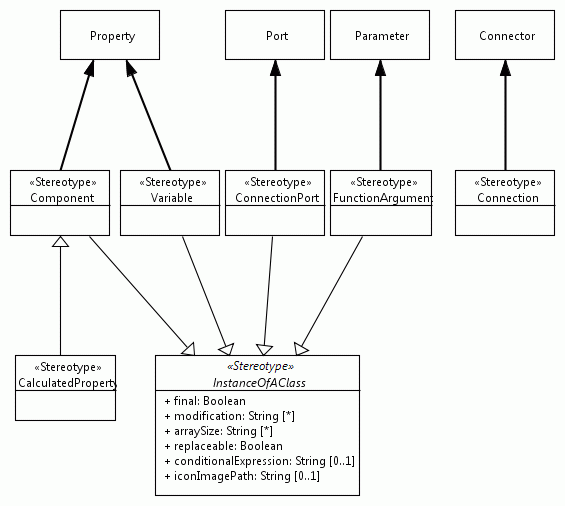 Property
Port
Parameter
Connector
«Stereotype»
Component
«Stereotype»
Variable
«Stereotype»
ConnectionPort
«Stereotype»
FunctionArgument
«Stereotype»
Connection
«Stereotype»
CalculatedProperty
«Stereotype»
InstanceOfAClass
+ final: Boolean
+ modification: String [*]
+ arraySize: String [*]
+ replaceable: Boolean
+ conditionalExpression: String [0..1]
+ iconImagePath: String [0..1]